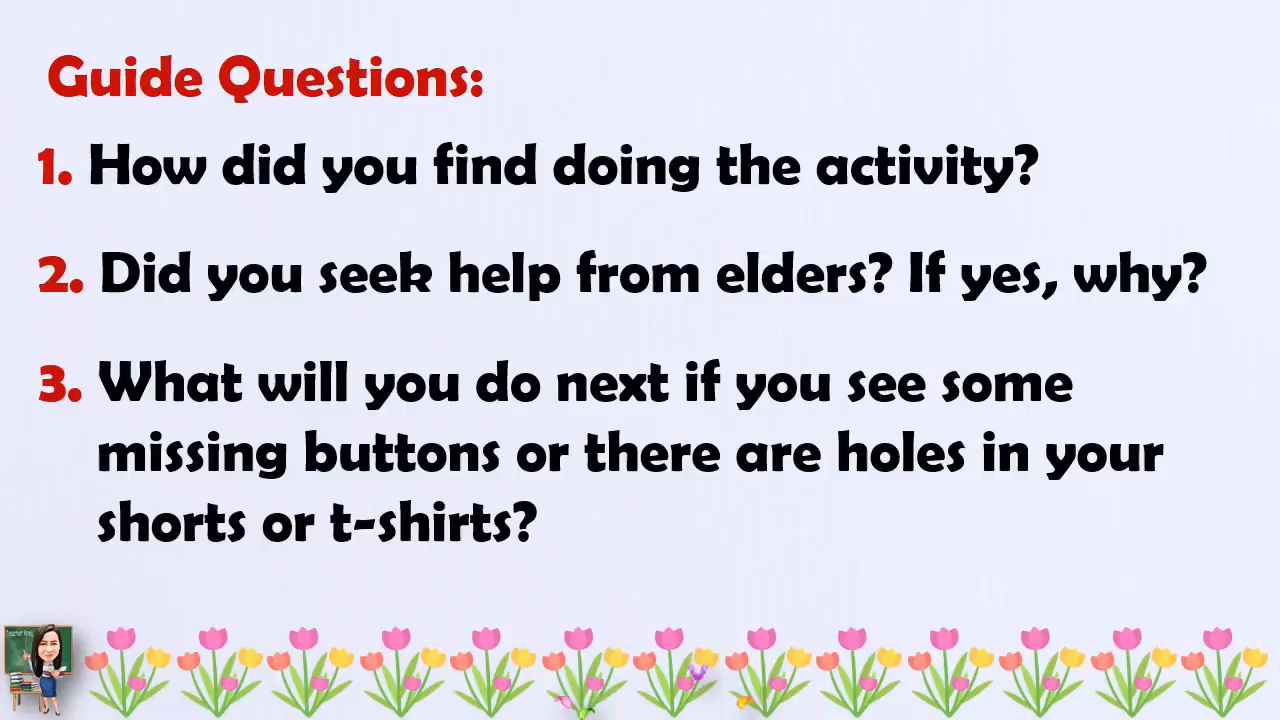 Guide Questions:
1. How did you find doing the activity?
2. Did you seek help from elders? If yes, why?
3. What will you do next if you see some
missing buttons or there are holes in your
shorts or t-shirts?